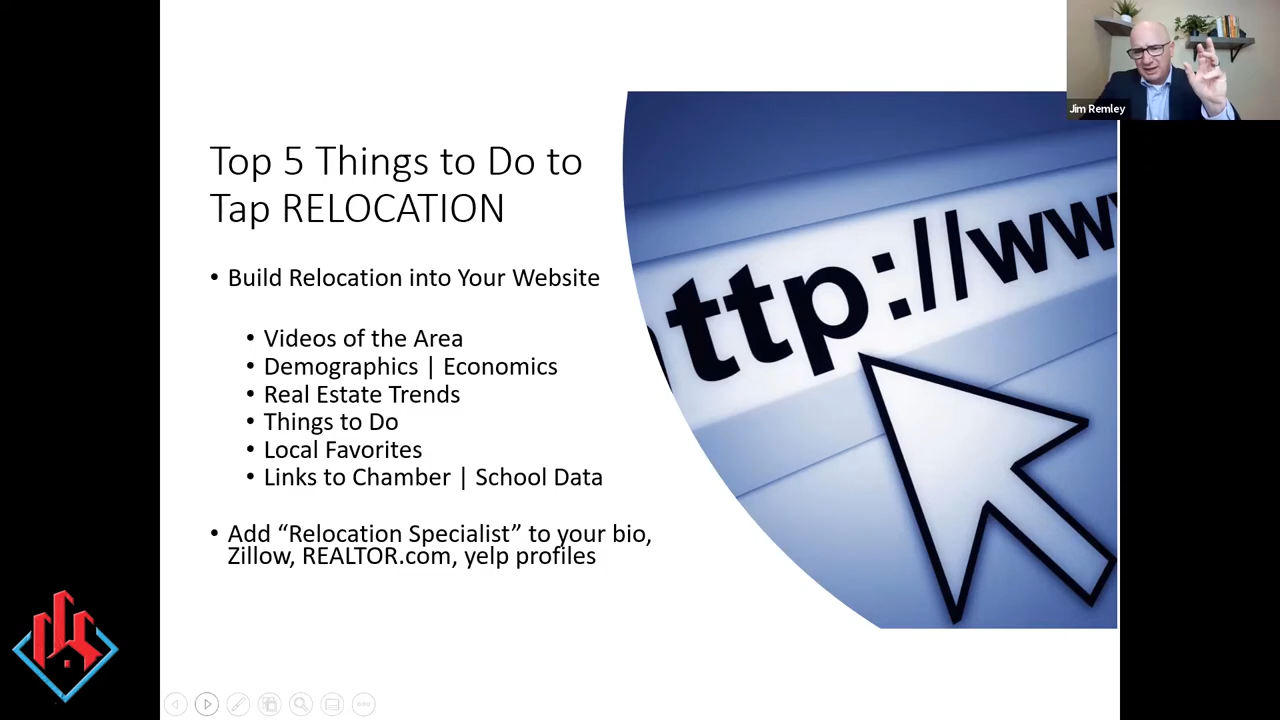 Jim Remley
Top 5 Things to Do to
Tap RELOCATION
• Build Relocation into Your Website
• Videos of the Area
• Demographics | Economics
• Real Estate Trends
• Things to Do
• Local Favorites
• Links to Chamber | School Data
• Add “Relocation Specialist” to your bio,
Zillow, REALTOR.com, yelp profiles
ttp://ww